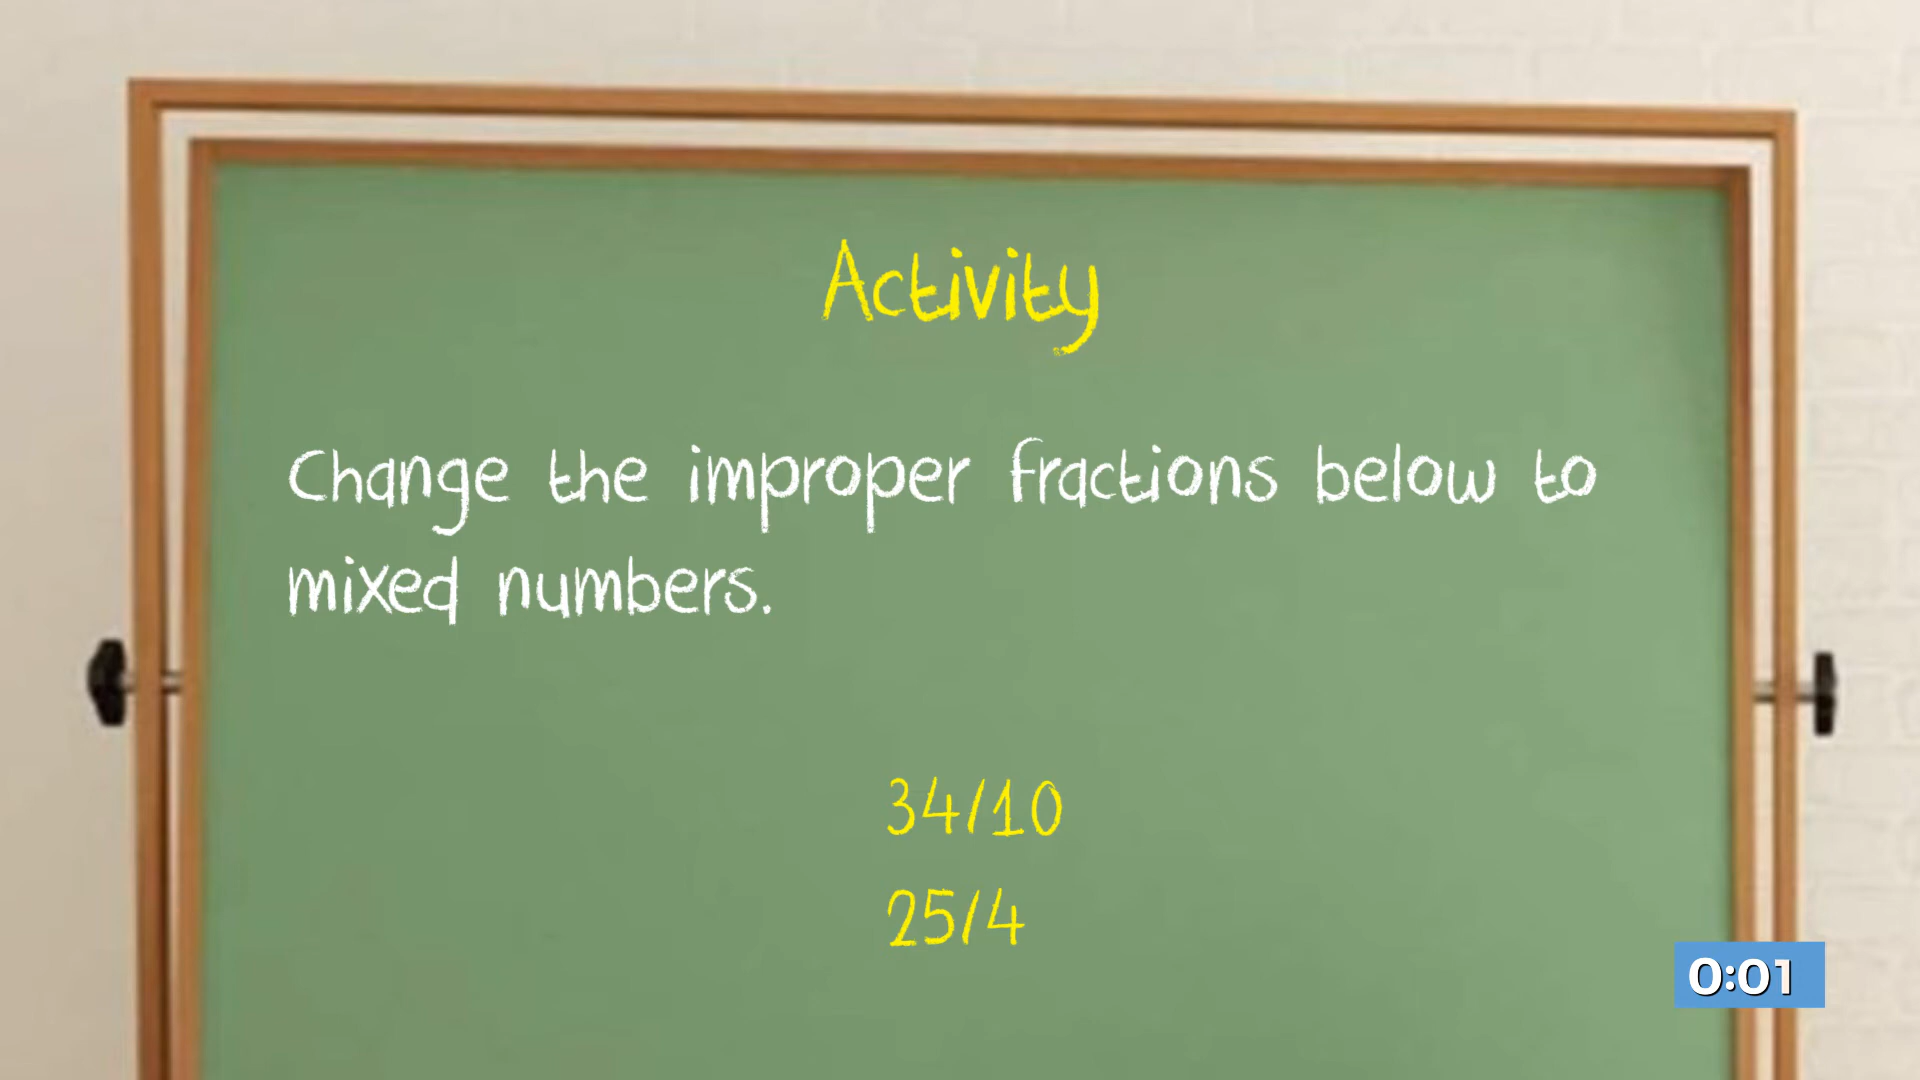 Activity
Change the improper fractions below to
mixed numbers.
34/10
25/4
0:01